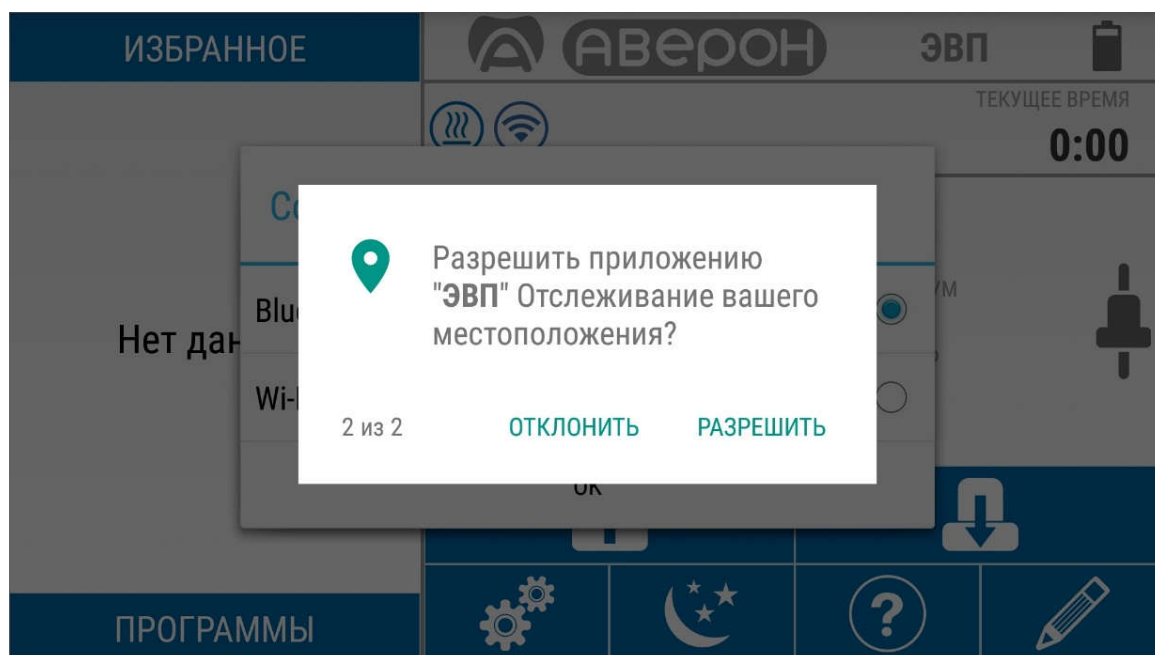 ИЗБРАННОЕ
АВЕРОН
ЭВП
ТЕКУЩЕЕ ВРЕМЯ
0:00
Разрешить приложению
"ЭВП" Отслеживание вашего
местоположения?
2 из 2
ОТКЛОНИТЬ
РАЗРЕШИТЬ
Нет
ПРОГРАММЫ